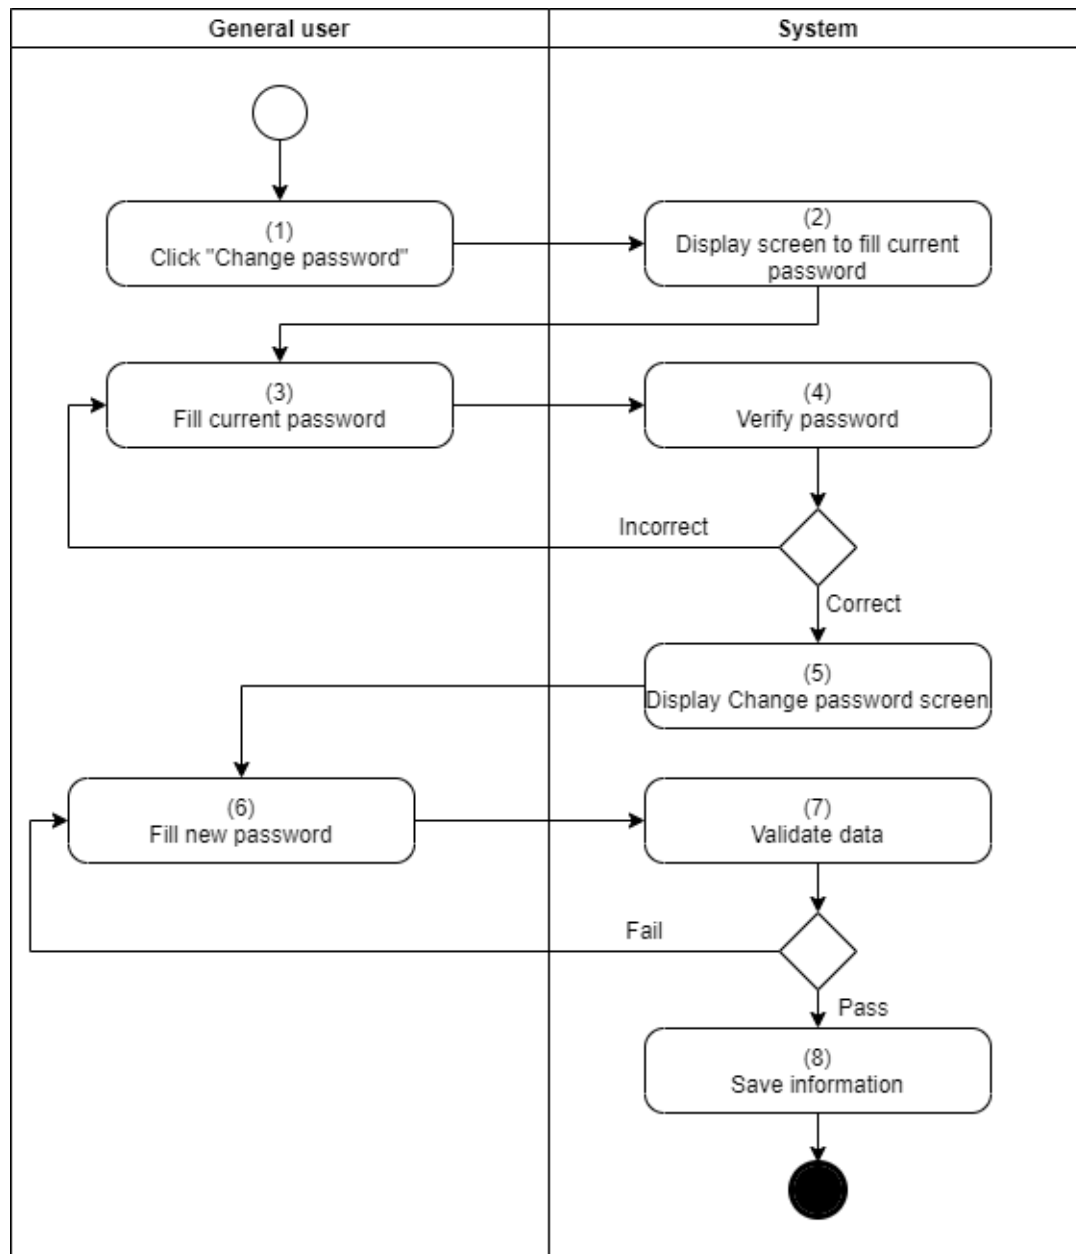 General user
System
(1)
Click "Change password"
(2)
Display screen to fill current
password
(3)
Fill current password
(4)
Verify password
Incorrect
Correct
(5)
Display Change password screen
(6)
Fill new password
(7)
Validate data
Fail
Pass
(8)
Save information